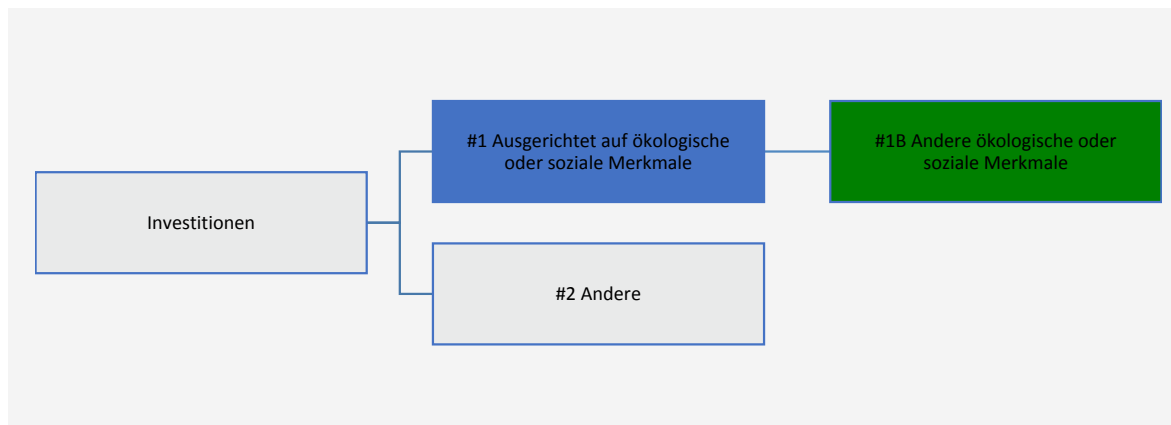 #1 Ausgerichtet auf ökologische
oder soziale Merkmale
#1B Andere ökologische oder
soziale Merkmale
Investitionen
#2 Andere